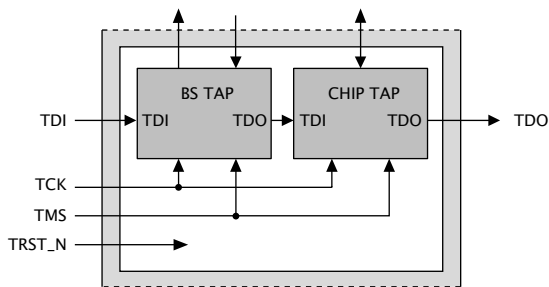 BS TAP
CHIP TAP
TDI
TDI
TDO
TDI
TDO
TDO
TCK
TMS
TRST_N